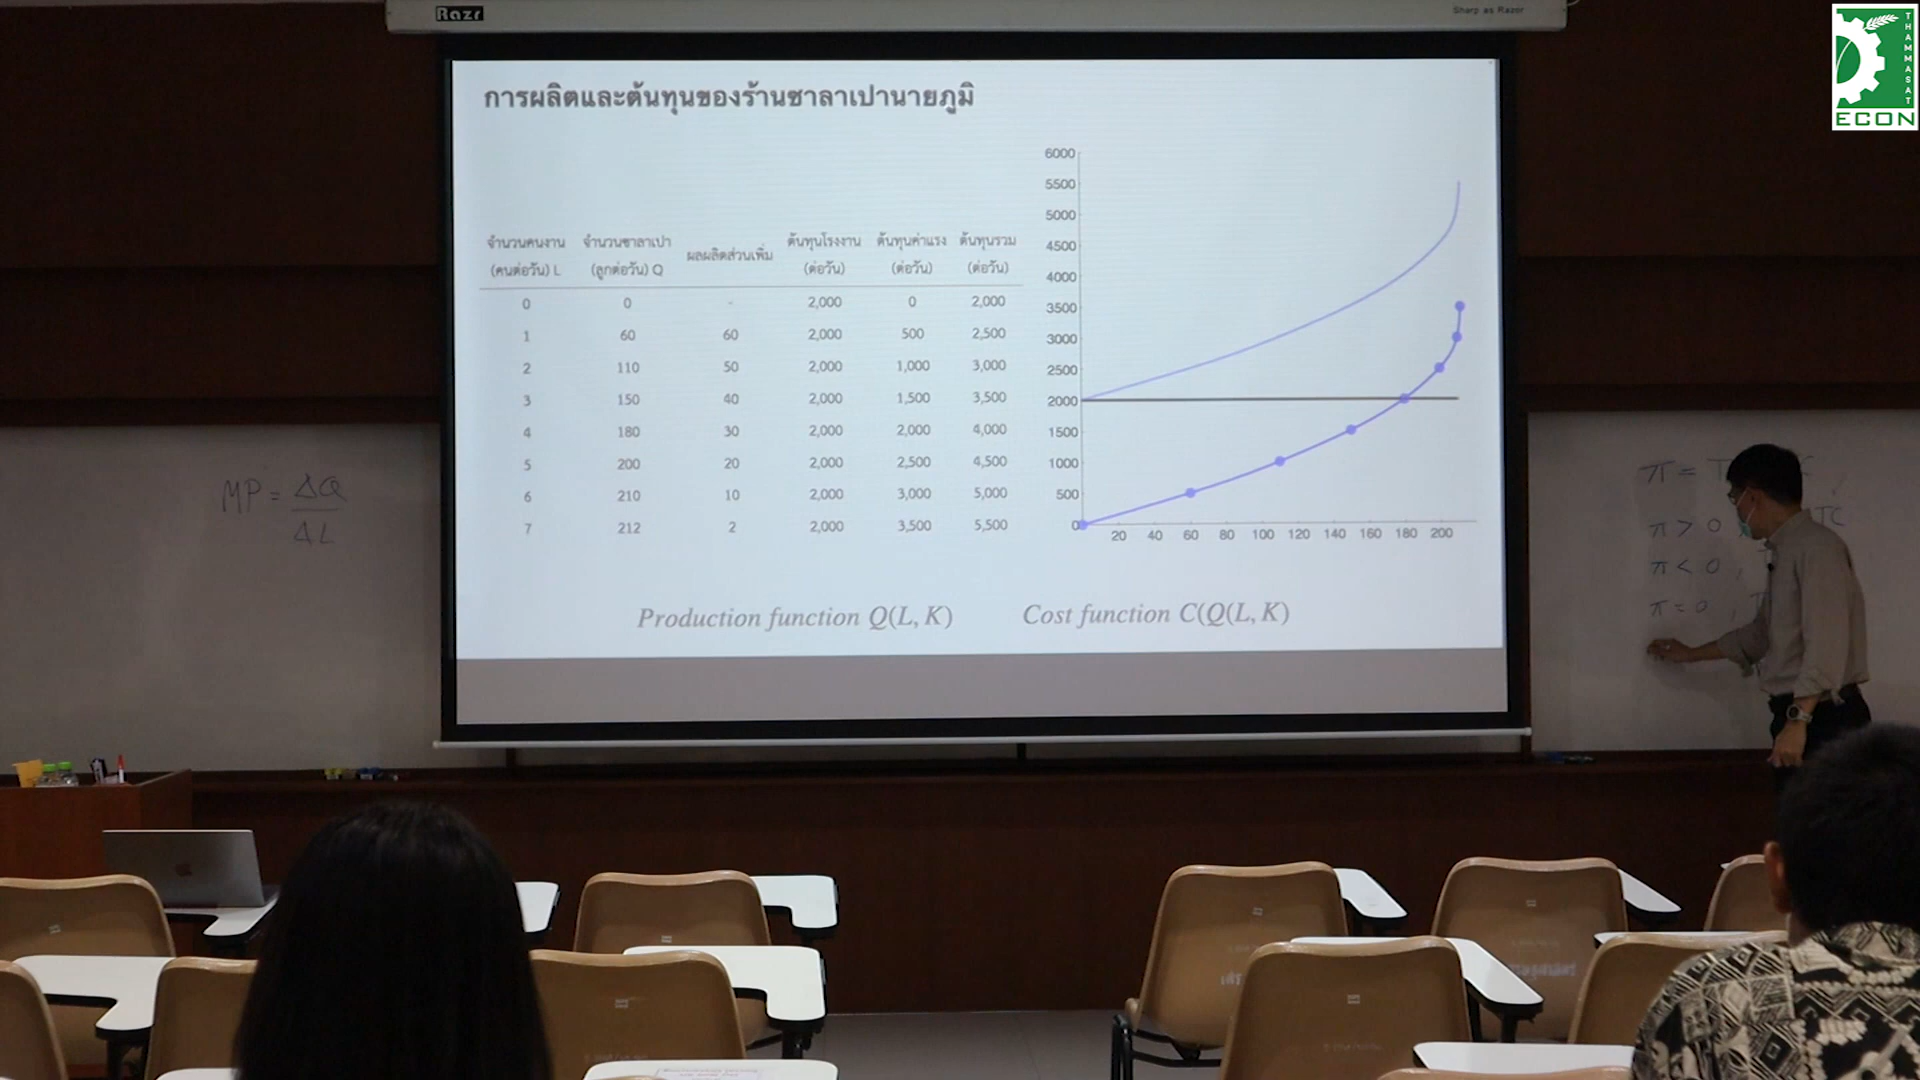 Razr
Sharp as Razor
THAMMASAT
ECON
การผลิตและต้นทุนของร้านซาลาเปานายภูมิ
จำนวนคนงาน (คนต่อวัน) L จำนวนซาลาเปา (ลูกต่อวัน) Q ผลผลิตส่วนเพิ่ม ต้นทุนโรงงาน (ต่อวัน) ต้นทุนค่าแรง (ต่อวัน) ต้นทุนรวม (ต่อวัน)
0 0 - 2,000 0 2,000
1 60 60 2,000 500 2,500
2 110 50 2,000 1,000 3,000
3 150 40 2,000 1,500 3,500
4 180 30 2,000 2,000 4,000
5 200 20 2,000 2,500 4,500
6 210 10 2,000 3,000 5,000
7 212 2 2,000 3,500 5,500
6000
5500
5000
4500
4000
3500
3000
2500
2000
1500
1000
500
0
20 40 60 80 100 120 140 160 180 200
Production function Q(L, K)
Cost function C(Q(L, K)
MP = ΔQ
ΔL
π = T
π > 0 TC
π < 0 ,
π = 0 , T